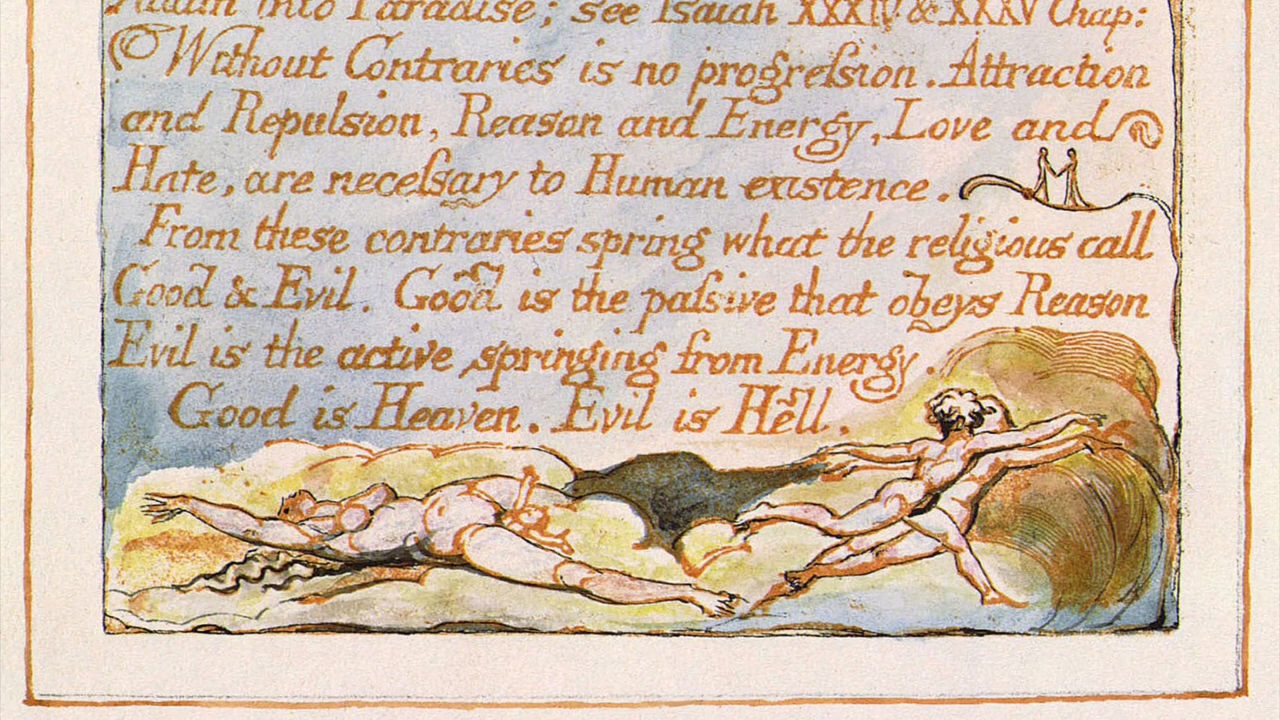 Adam into Paradise; see Isaiah XXXIV & XXXV Chap:
Without Contraries is no progreſsion. Attraction
and Repulsion, Reason and Energy, Love and
Hate, are neceſsary to Human existence.
From these contraries spring what the religious call
Good & Evil. Good is the paſsive that obeys Reason
Evil is the active springing from Energy.
Good is Heaven. Evil is Hell.